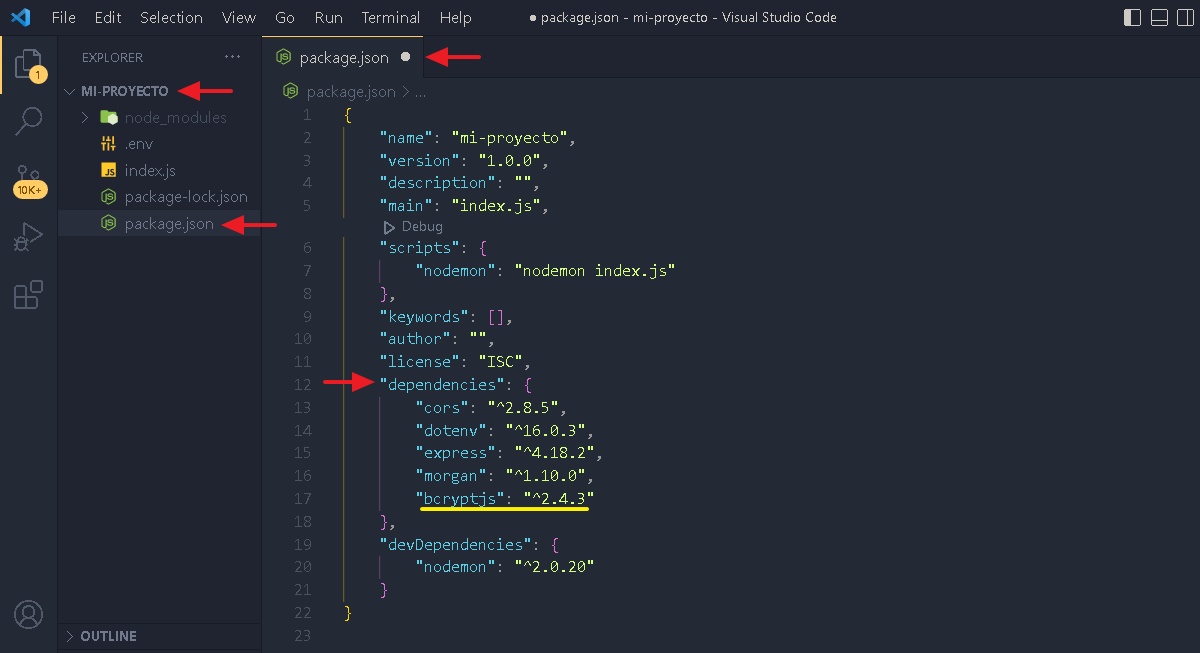 File Edit Selection View Go Run Terminal Help ● package.json - mi-proyecto - Visual Studio Code
EXPLORER ···
MI-PROYECTO
node_modules
.env
index.js
package-lock.json
package.json
1
10K+
package.json ●
package.json > ...
1 {
2 "name": "mi-proyecto",
3 "version": "1.0.0",
4 "description": "",
5 "main": "index.js",
Debug
6 "scripts": {
7 "nodemon": "nodemon index.js"
8 },
9 "keywords": [],
10 "author": "",
11 "license": "ISC",
12 "dependencies": {
13 "cors": "^2.8.5",
14 "dotenv": "^16.0.3",
15 "express": "^4.18.2",
16 "morgan": "^1.10.0",
17 "bcryptjs": "^2.4.3"
18 },
19 "devDependencies": {
20 "nodemon": "^2.0.20"
21 }
22 }
23
OUTLINE